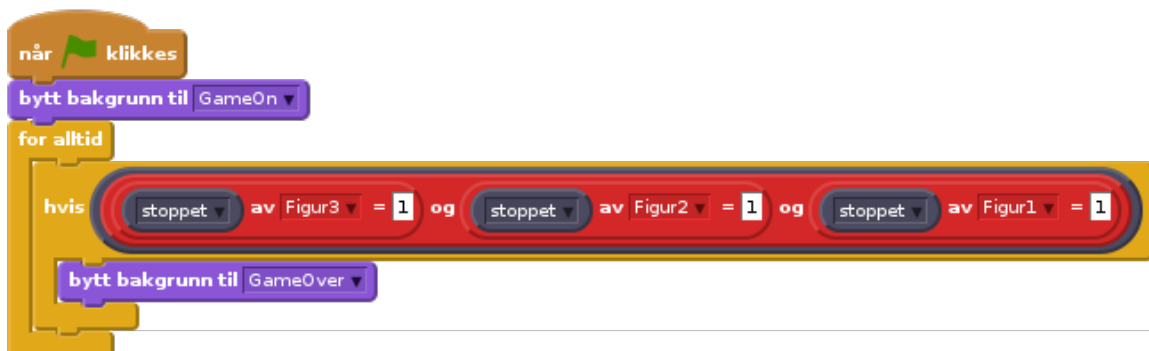 når klikkes
bytt bakgrunn til GameOn
for alltid
hvis stoppet av Figur3 = 1 og stoppet av Figur2 = 1 og stoppet av Figur1 = 1
bytt bakgrunn til GameOver